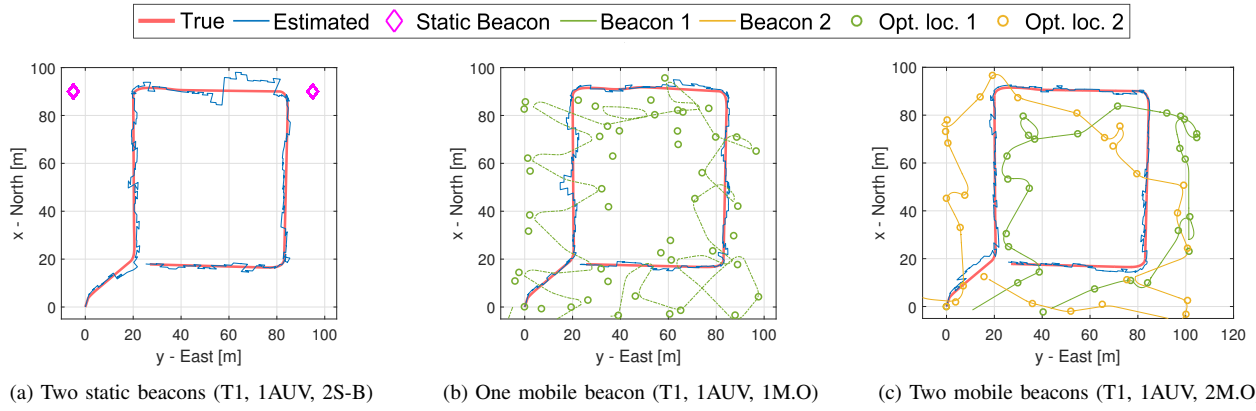 True Estimated Static Beacon Beacon 1 Beacon 2 Opt. loc. 1 Opt. loc. 2
100
80
60
40
20
0
x - North [m]
0 20 40 60 80 100
y - East [m]
100
80
60
40
20
0
x - North [m]
0 20 40 60 80 100
y - East [m]
100
80
60
40
20
0
x - North [m]
0 20 40 60 80 100 120
y - East [m]
(a) Two static beacons (T1, 1AUV, 2S-B)
(b) One mobile beacon (T1, 1AUV, 1M.O)
(c) Two mobile beacons (T1, 1AUV, 2M.O